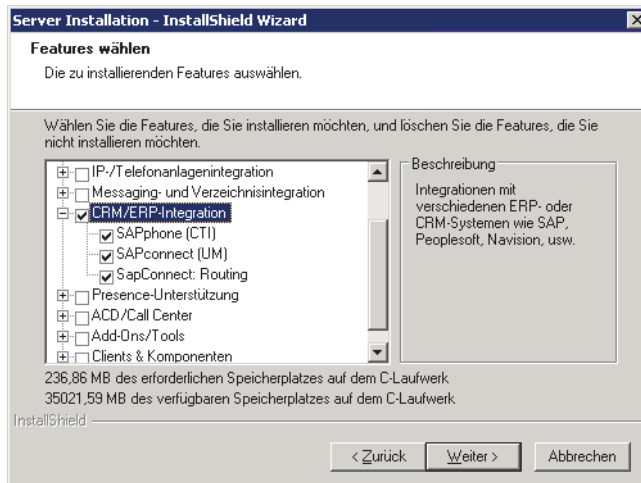 Server Installation - InstallShield Wizard
Features wählen
Die zu installierenden Features auswählen.
Wählen Sie die Features, die Sie installieren möchten, und löschen Sie die Features, die Sie
nicht installieren möchten.
IP-/Telefonanlagenintegration
Messaging- und Verzeichnisintegration
CRM/ERP-Integration
SAPphone (CTI)
SAPconnect (UM)
SapConnect: Routing
Presence-Unterstützung
ACD/Call Center
Add-Ons/Tools
Clients & Komponenten
Beschreibung
Integrationen mit
verschiedenen ERP- oder
CRM-Systemen wie SAP,
Peoplesoft, Navision, usw.
236,86 MB des erforderlichen Speicherplatzes auf dem C-Laufwerk
35021,59 MB des verfügbaren Speicherplatzes auf dem C-Laufwerk
InstallShield
< Zurück
Weiter >
Abbrechen